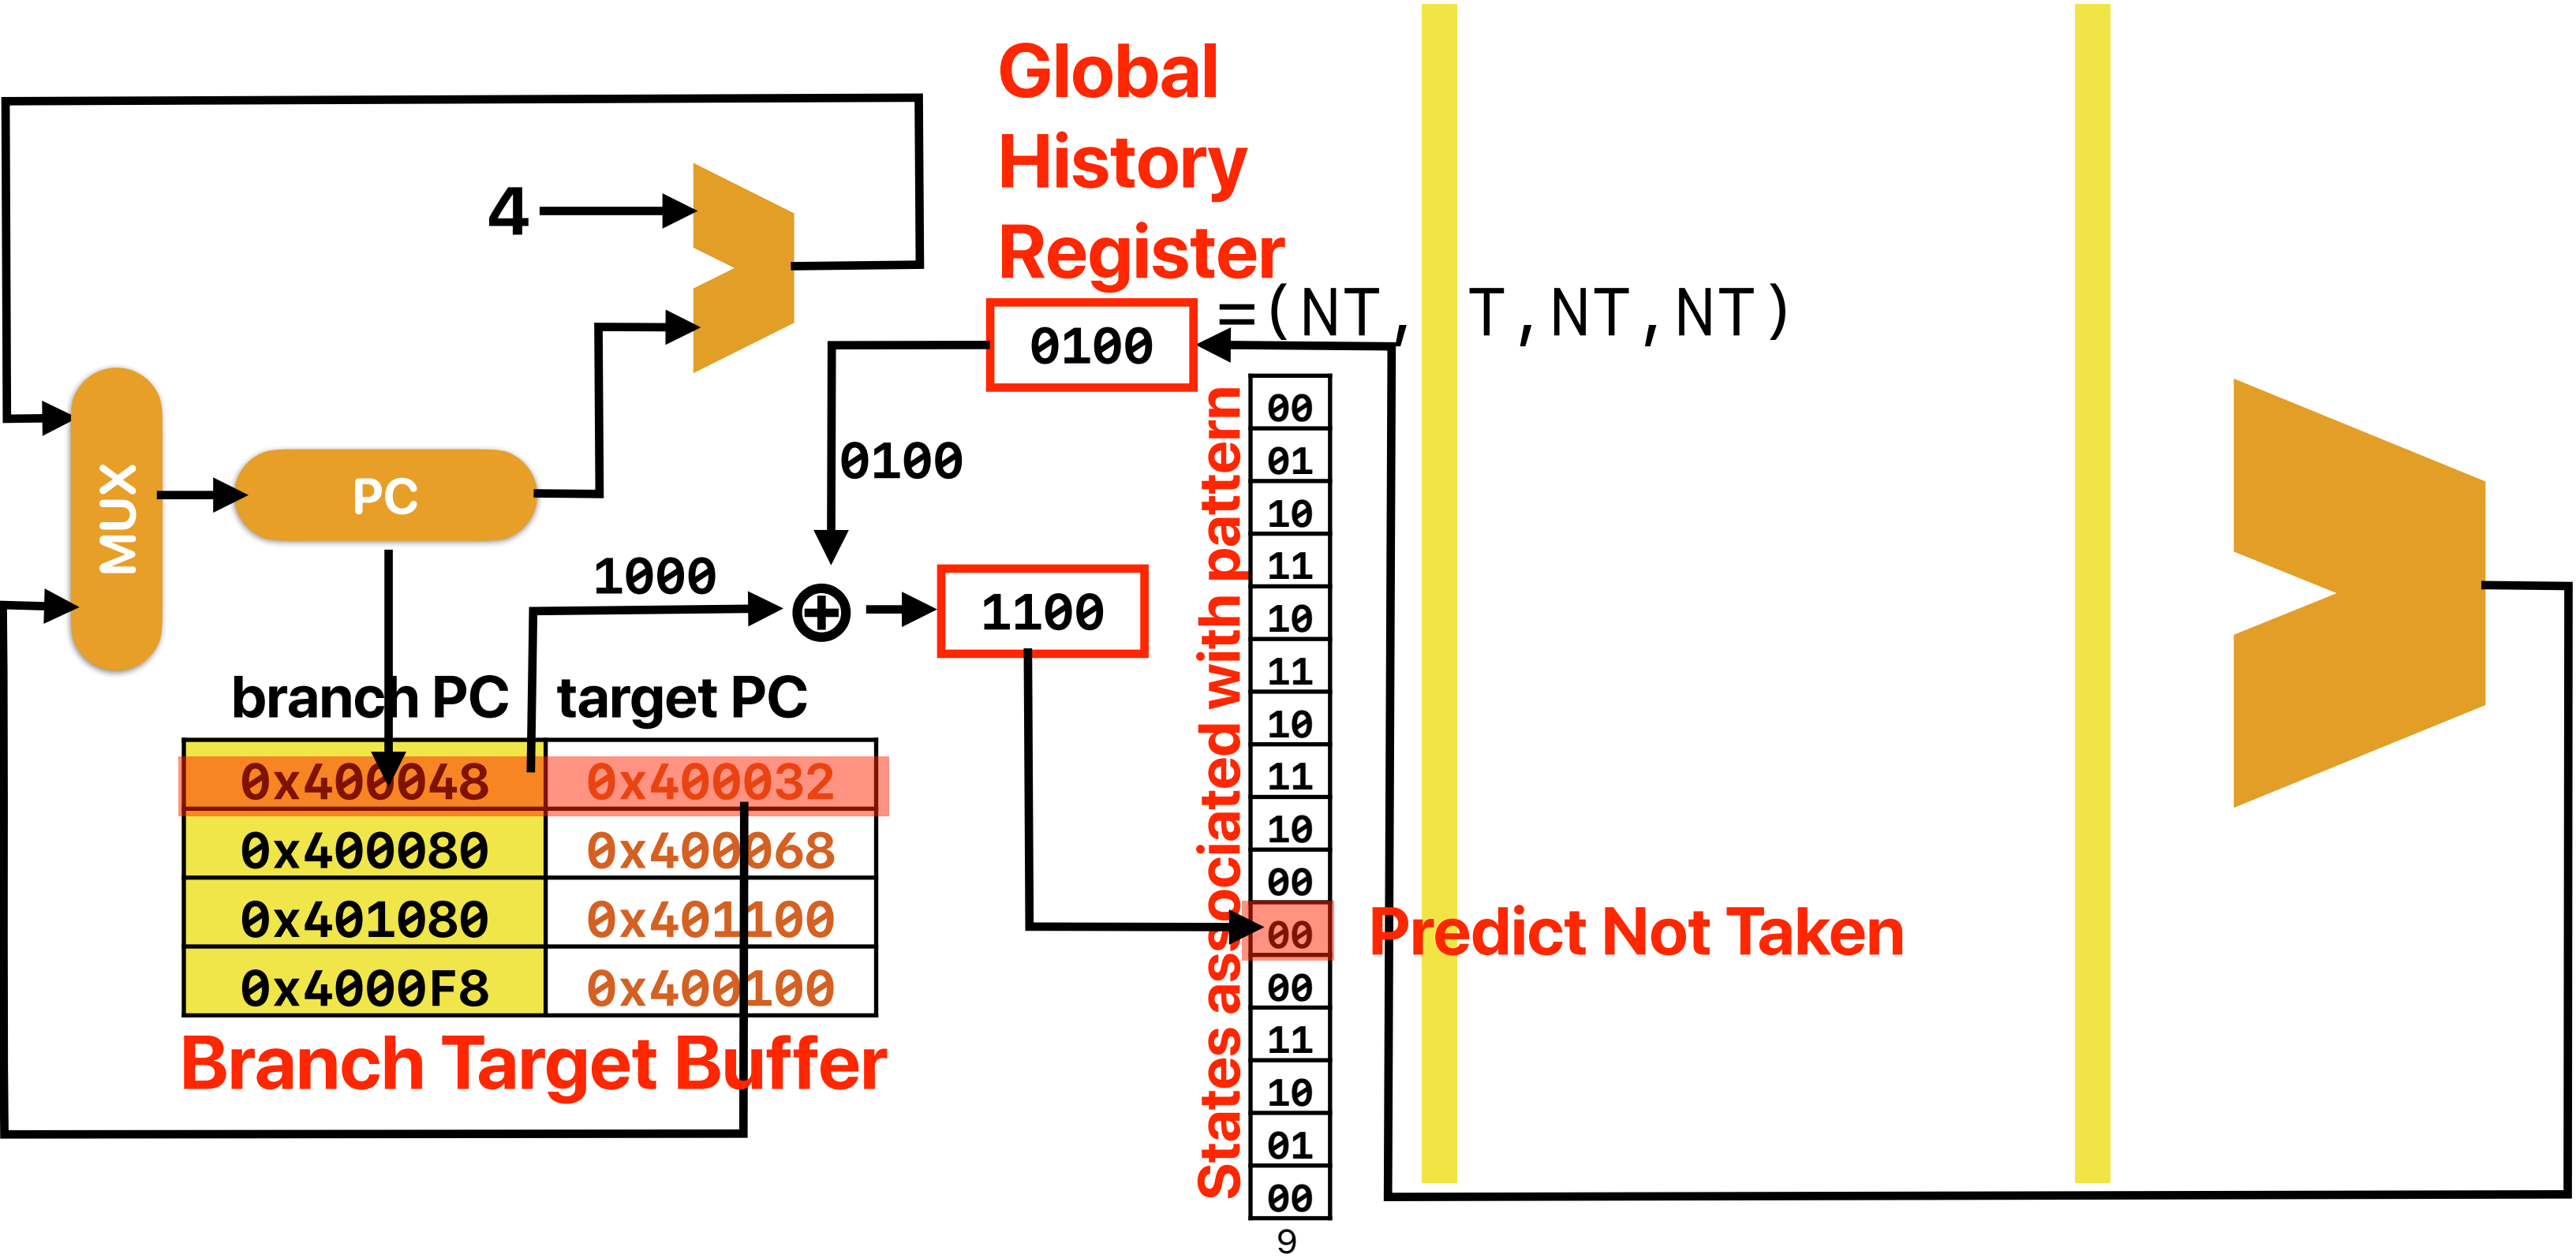 Global
History
Register
4
=(NT, T,NT,NT)
0100
0100
MUX
PC
1000
1100
branch PC target PC
0x400048 0x400032
0x400080 0x400068
0x401080 0x401100
0x4000F8 0x400100
Branch Target Buffer
States associated with pattern
00
01
10
11
10
11
10
11
10
00
00
00
11
10
01
00
Predict Not Taken
9